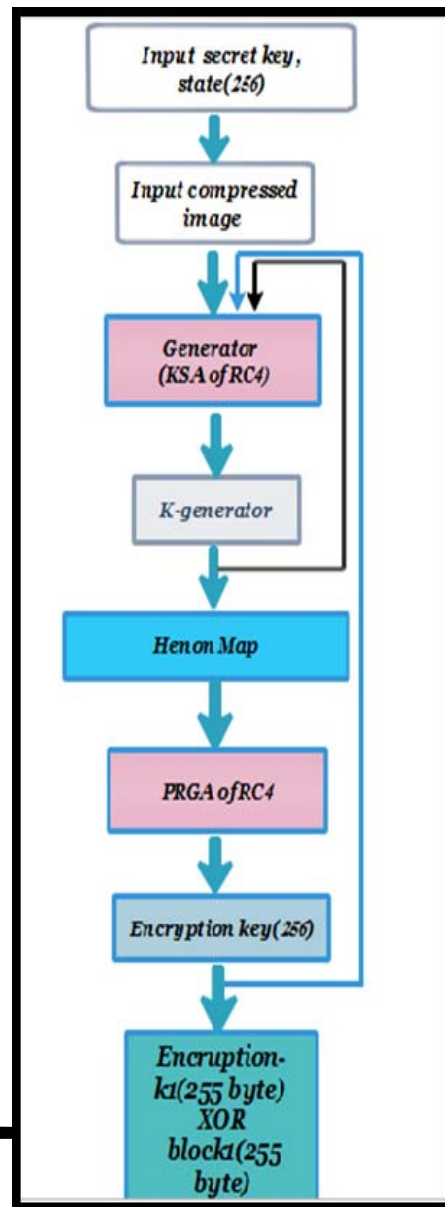 Input secret key,
state(256)
Input compressed
image
Generator
(KSA of RC4)
K-generator
Henon Map
PRGA of RC4
Encryption key(256)
Encruption-
k1(255 byte)
XOR
block1(255
byte)